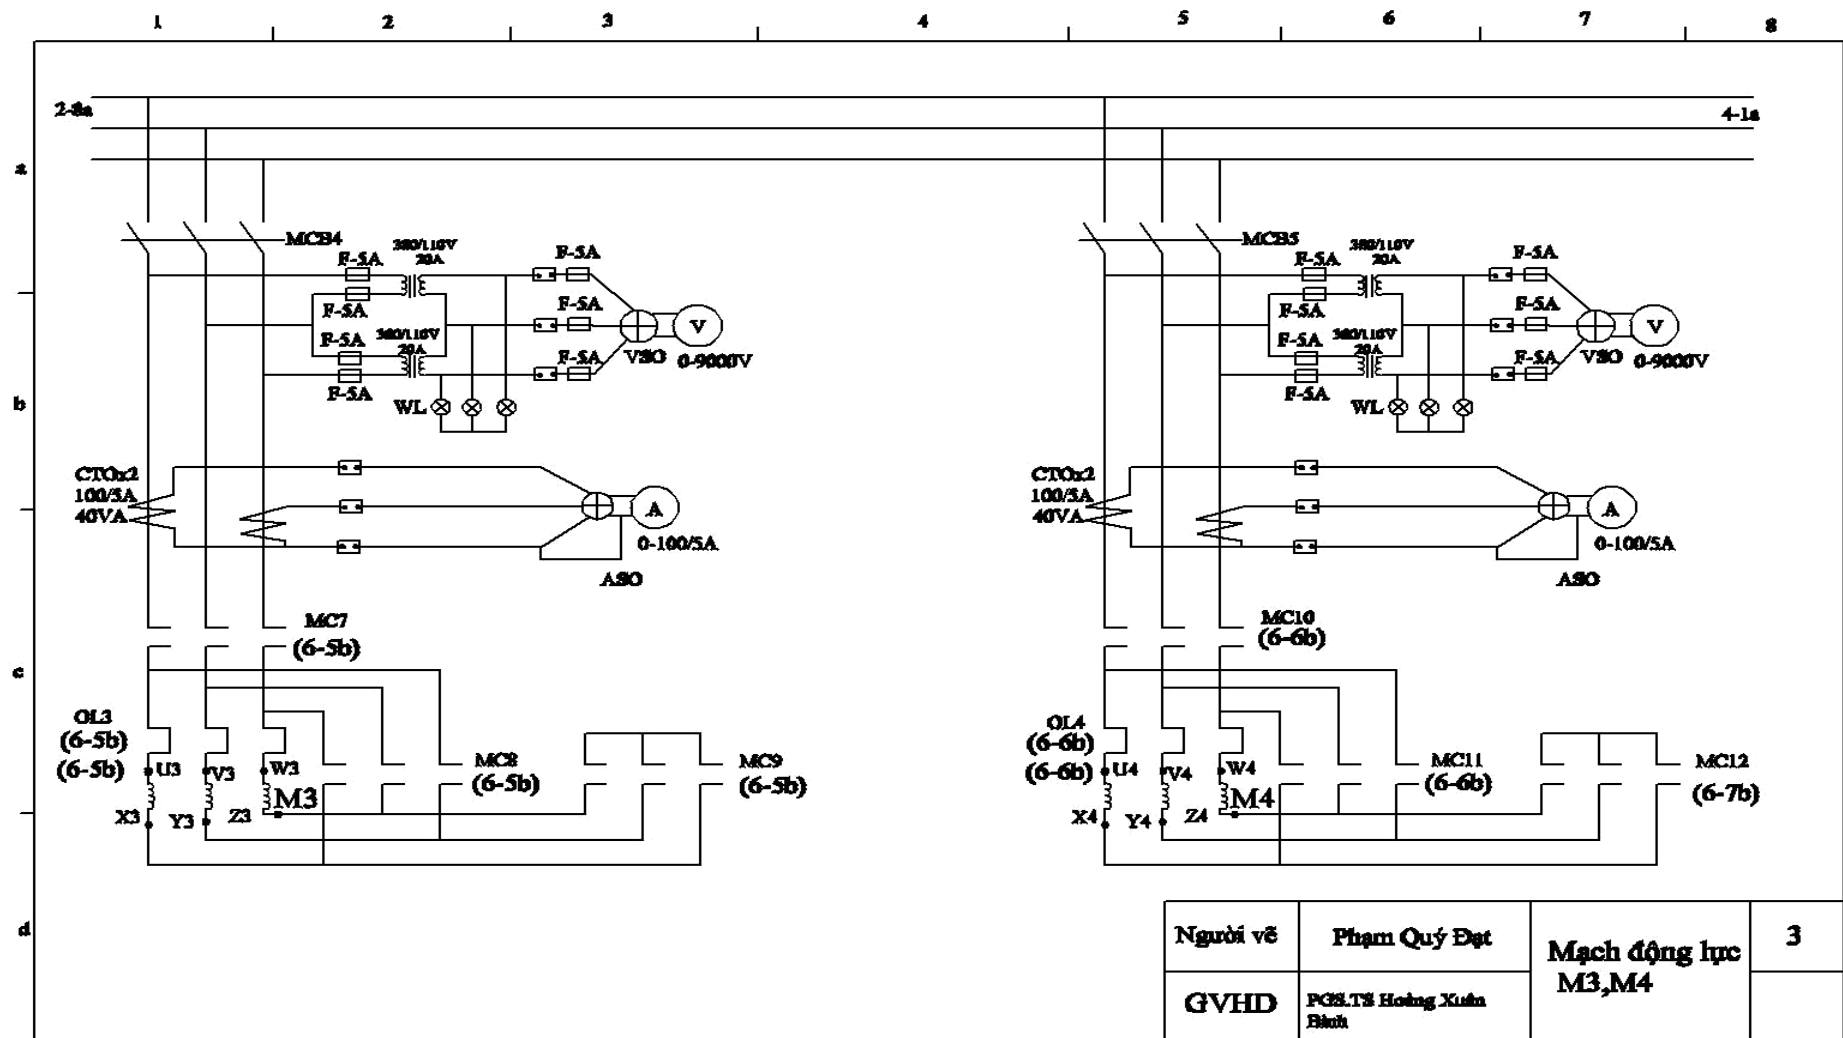 1 2 3 4 5 6 7 8
2-8a 4-1a
a
MCB4
F-5A
380/110V
20A
F-5A
F-5A
F-5A
V
F-5A
380/110V
20A
F-5A
VSO
0-9000V
F-5A
WL
b
CTOx2
100/5A
40VA
A
0-100/5A
ASO
MC7
(6-5b)
c
OL3
(6-5b)
(6-5b)
U3 V3 W3
M3
X3 Y3 Z3
MC8
(6-5b)
MC9
(6-5b)
MCB5
F-5A
380/110V
20A
F-5A
F-5A
F-5A
V
F-5A
380/110V
20A
F-5A
VSO
0-9000V
F-5A
WL
CTOx2
100/5A
40VA
A
0-100/5A
ASO
MC10
(6-6b)
OL4
(6-6b)
(6-6b)
U4 V4 W4
M4
X4 Y4 Z4
MC11
(6-6b)
MC12
(6-7b)
d
Người vẽ
Phạm Quý Đạt
Mạch động lực
M3,M4
3
GVHD
PGS.TS Hoàng Xuân
Bình